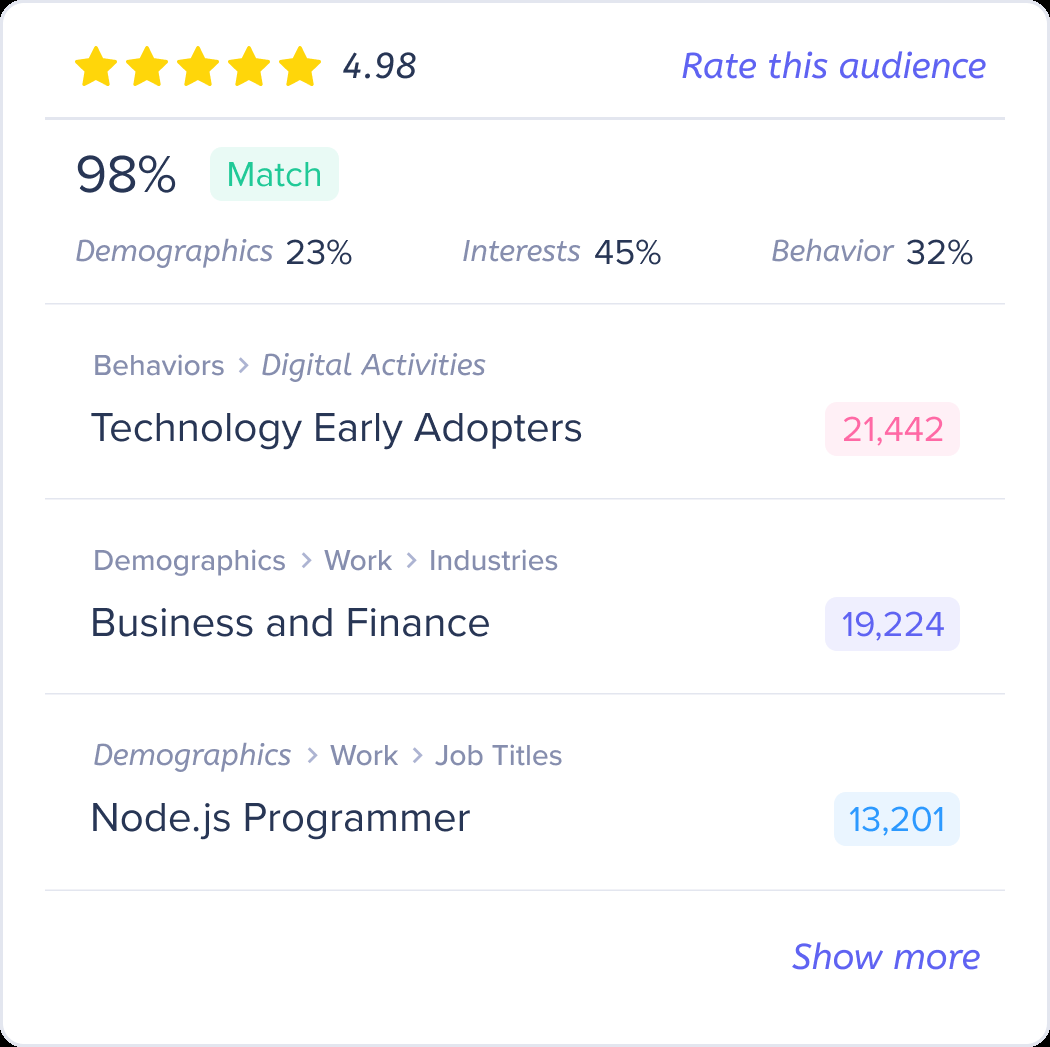 4.98 Rate this audience
98% Match
Demographics 23% Interests 45% Behavior 32%
Behaviors > Digital Activities
Technology Early Adopters 21,442
Demographics > Work > Industries
Business and Finance 19,224
Demographics > Work > Job Titles
Node.js Programmer 13,201
Show more